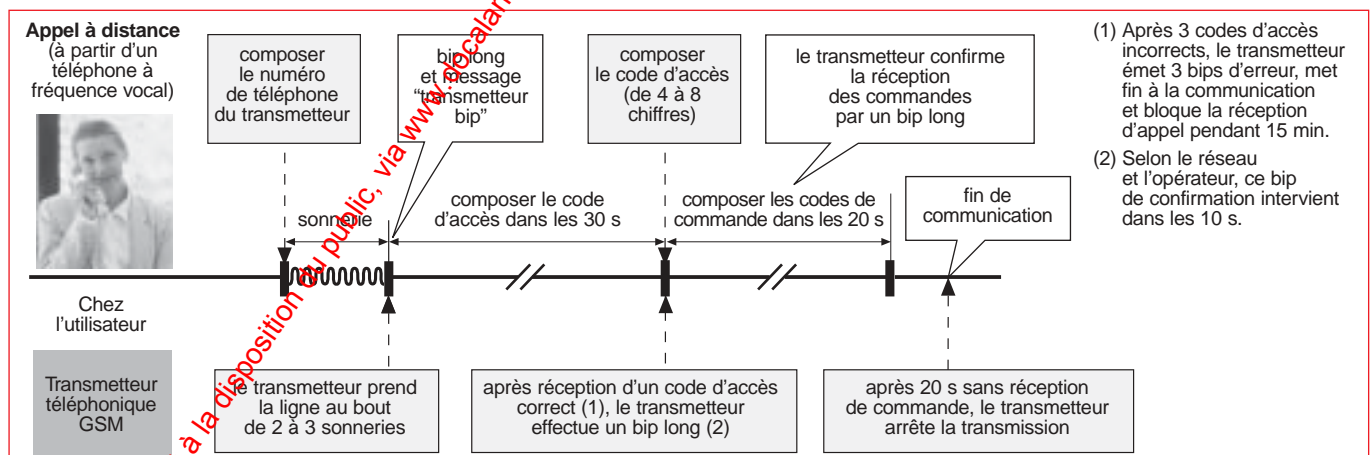 Appel à distance
(à partir d'un
téléphone à
fréquence vocal)
composer
le numéro
de téléphone
du transmetteur
bip long
et message
“transmetteur
bip”
composer
le code d'accès
(de 4 à 8
chiffres)
le transmetteur confirme
la réception
des commandes
par un bip long
(1) Après 3 codes d'accès
incorrects, le transmetteur
émet 3 bips d'erreur, met
fin à la communication
et bloque la réception
d'appel pendant 15 min.
(2) Selon le réseau
et l'opérateur, ce bip
de confirmation intervient
dans les 10 s.
sonnerie
composer le code
d'accès dans les 30 s
composer les codes de
commande dans les 20 s
fin de
communication
Chez
l'utilisateur
Transmetteur
téléphonique
GSM
le transmetteur prend
la ligne au bout
de 2 à 3 sonneries
après réception d'un code d'accès
correct (1), le transmetteur
effectue un bip long (2)
après 20 s sans réception
de commande, le transmetteur
arrête la transmission
à la disposition du public, via www.docalan